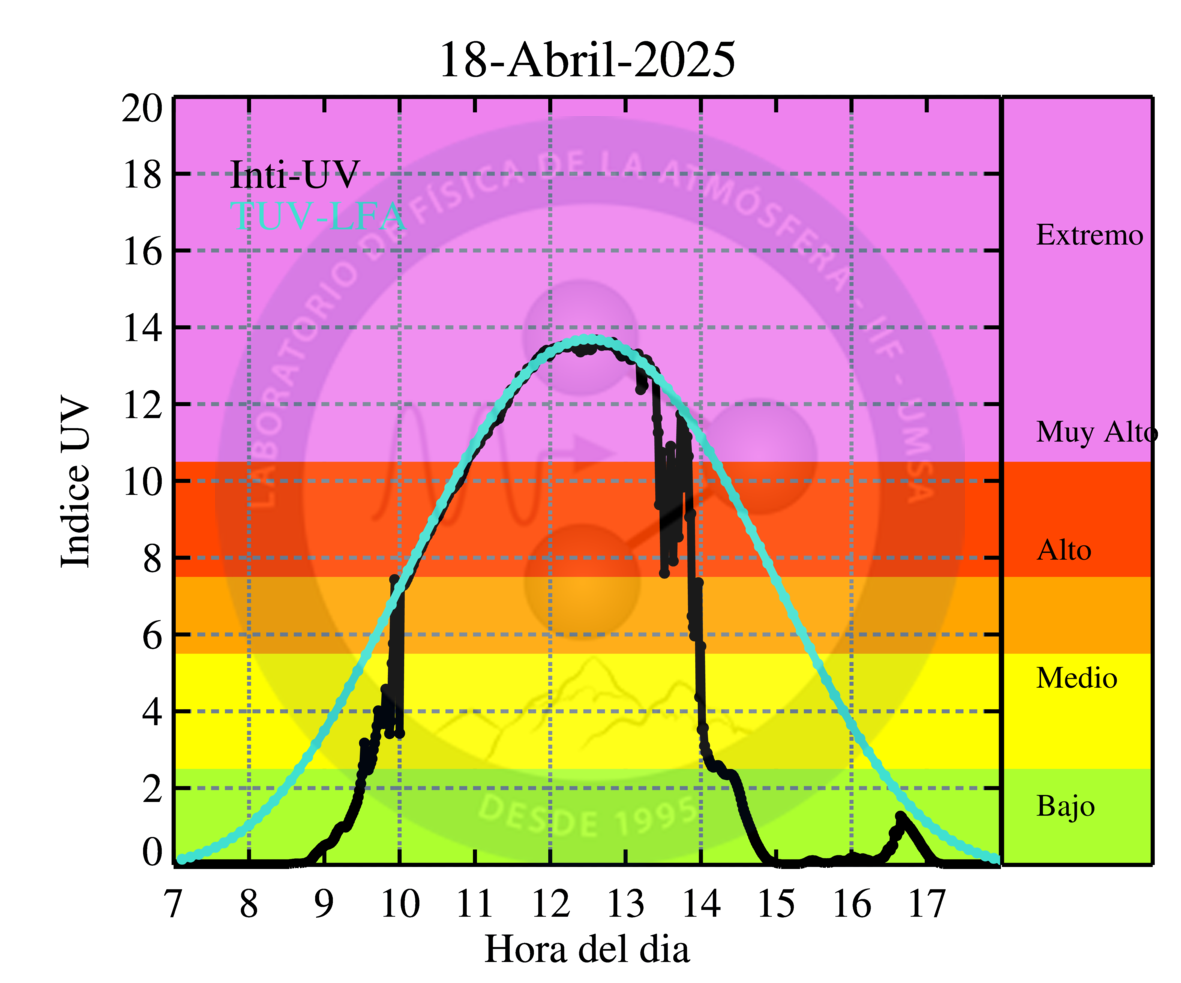 18-Abril-2025
20
18
16
14
12
10
8
6
4
2
0
Indice UV
Inti-UV
TUV-LFA
LABORATORIO DE FÍSICA DE LA ATMÓSFERA - IIF - UMSA
DESDE 1995
Extremo
Muy Alto
Alto
Medio
Bajo
7 8 9 10 11 12 13 14 15 16 17
Hora del dia